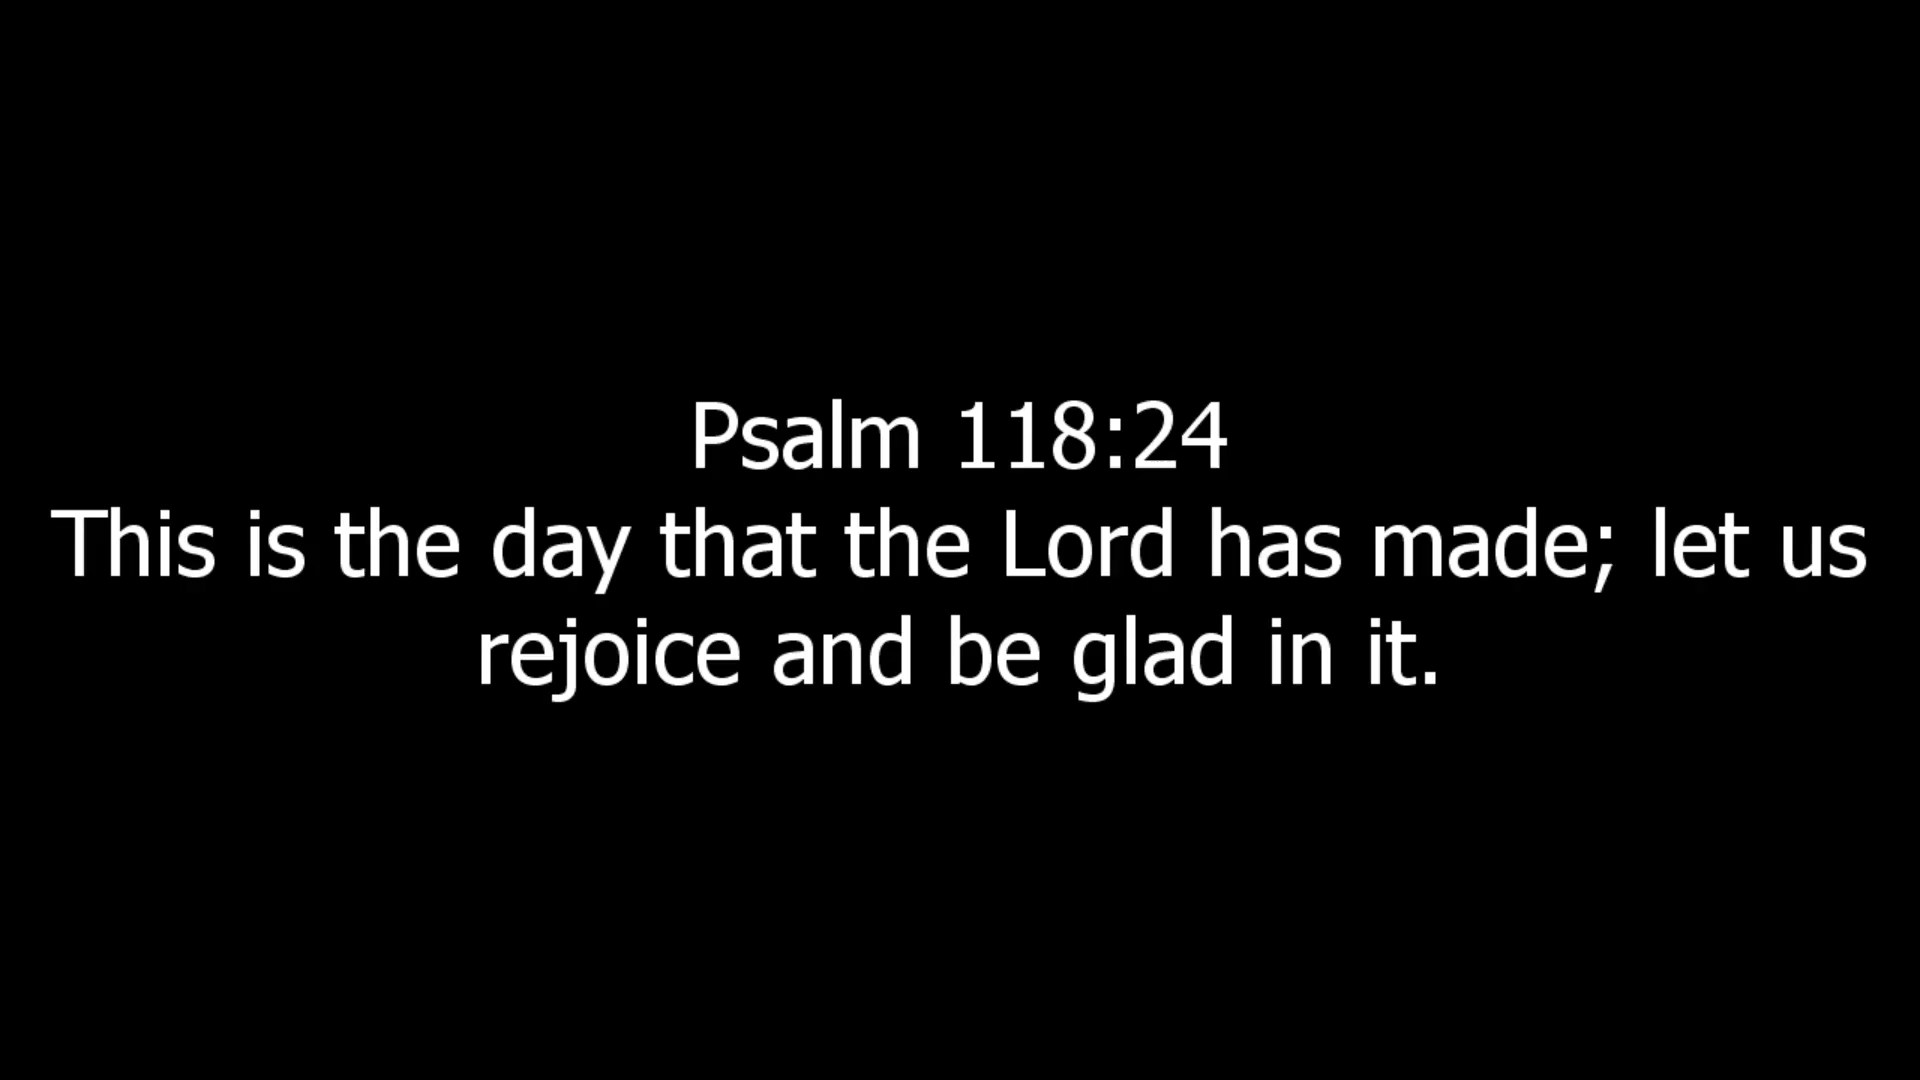 Psalm 118:24
This is the day that the Lord has made; let us
rejoice and be glad in it.